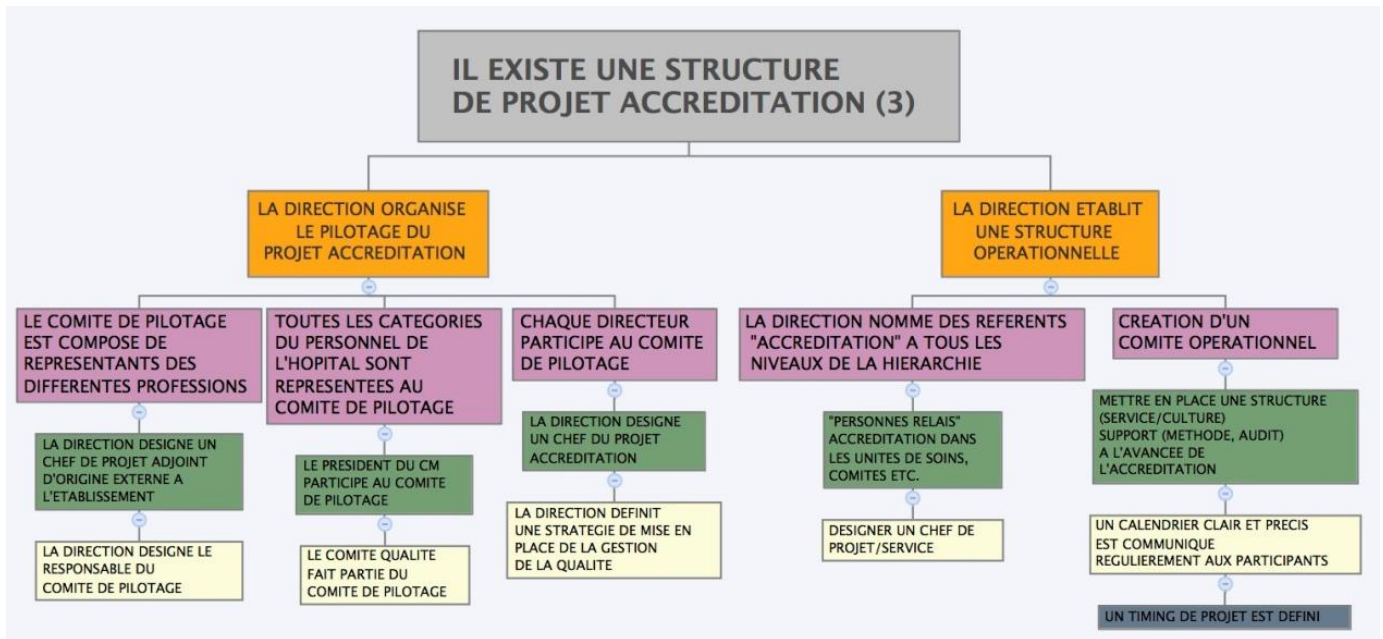 IL EXISTE UNE STRUCTURE
DE PROJET ACCREDITATION (3)
LA DIRECTION ORGANISE
LE PILOTAGE DU
PROJET ACCREDITATION
LA DIRECTION ETABLIT
UNE STRUCTURE
OPERATIONNELLE
LE COMITE DE PILOTAGE
EST COMPOSE DE
REPRESENTANTS DES
DIFFERENTES PROFESSIONS
TOUTES LES CATEGORIES
DU PERSONNEL DE
L'HOPITAL SONT
REPRESENTEES AU
COMITE DE PILOTAGE
CHAQUE DIRECTEUR
PARTICIPE AU COMITE
DE PILOTAGE
LA DIRECTION NOMME DES REFERENTS
"ACCREDITATION" A TOUS LES
NIVEAUX DE LA HIERARCHIE
CREATION D'UN
COMITE OPERATIONNEL
LA DIRECTION DESIGNE UN
CHEF DE PROJET ADJOINT
D'ORIGINE EXTERNE A
L'ETABLISSEMENT
LE PRESIDENT DU CM
PARTICIPE AU COMITE
DE PILOTAGE
LA DIRECTION DESIGNE
UN CHEF DU PROJET
ACCREDITATION
"PERSONNES RELAIS"
ACCREDITATION DANS
LES UNITES DE SOINS,
COMITES ETC.
METTRE EN PLACE UNE STRUCTURE
(SERVICE/CULTURE)
SUPPORT (METHODE, AUDIT)
A L'AVANCEE DE
L'ACCREDITATION
LA DIRECTION DESIGNE LE
RESPONSABLE DU
COMITE DE PILOTAGE
LE COMITE QUALITE
FAIT PARTIE DU
COMITE DE PILOTAGE
LA DIRECTION DEFINIT
UNE STRATEGIE DE MISE EN
PLACE DE LA GESTION
DE LA QUALITE
DESIGNER UN CHEF DE
PROJET/SERVICE
UN CALENDRIER CLAIR ET PRECIS
EST COMMUNIQUE
REGULIEREMENT AUX PARTICIPANTS
UN TIMING DE PROJET EST DEFINI